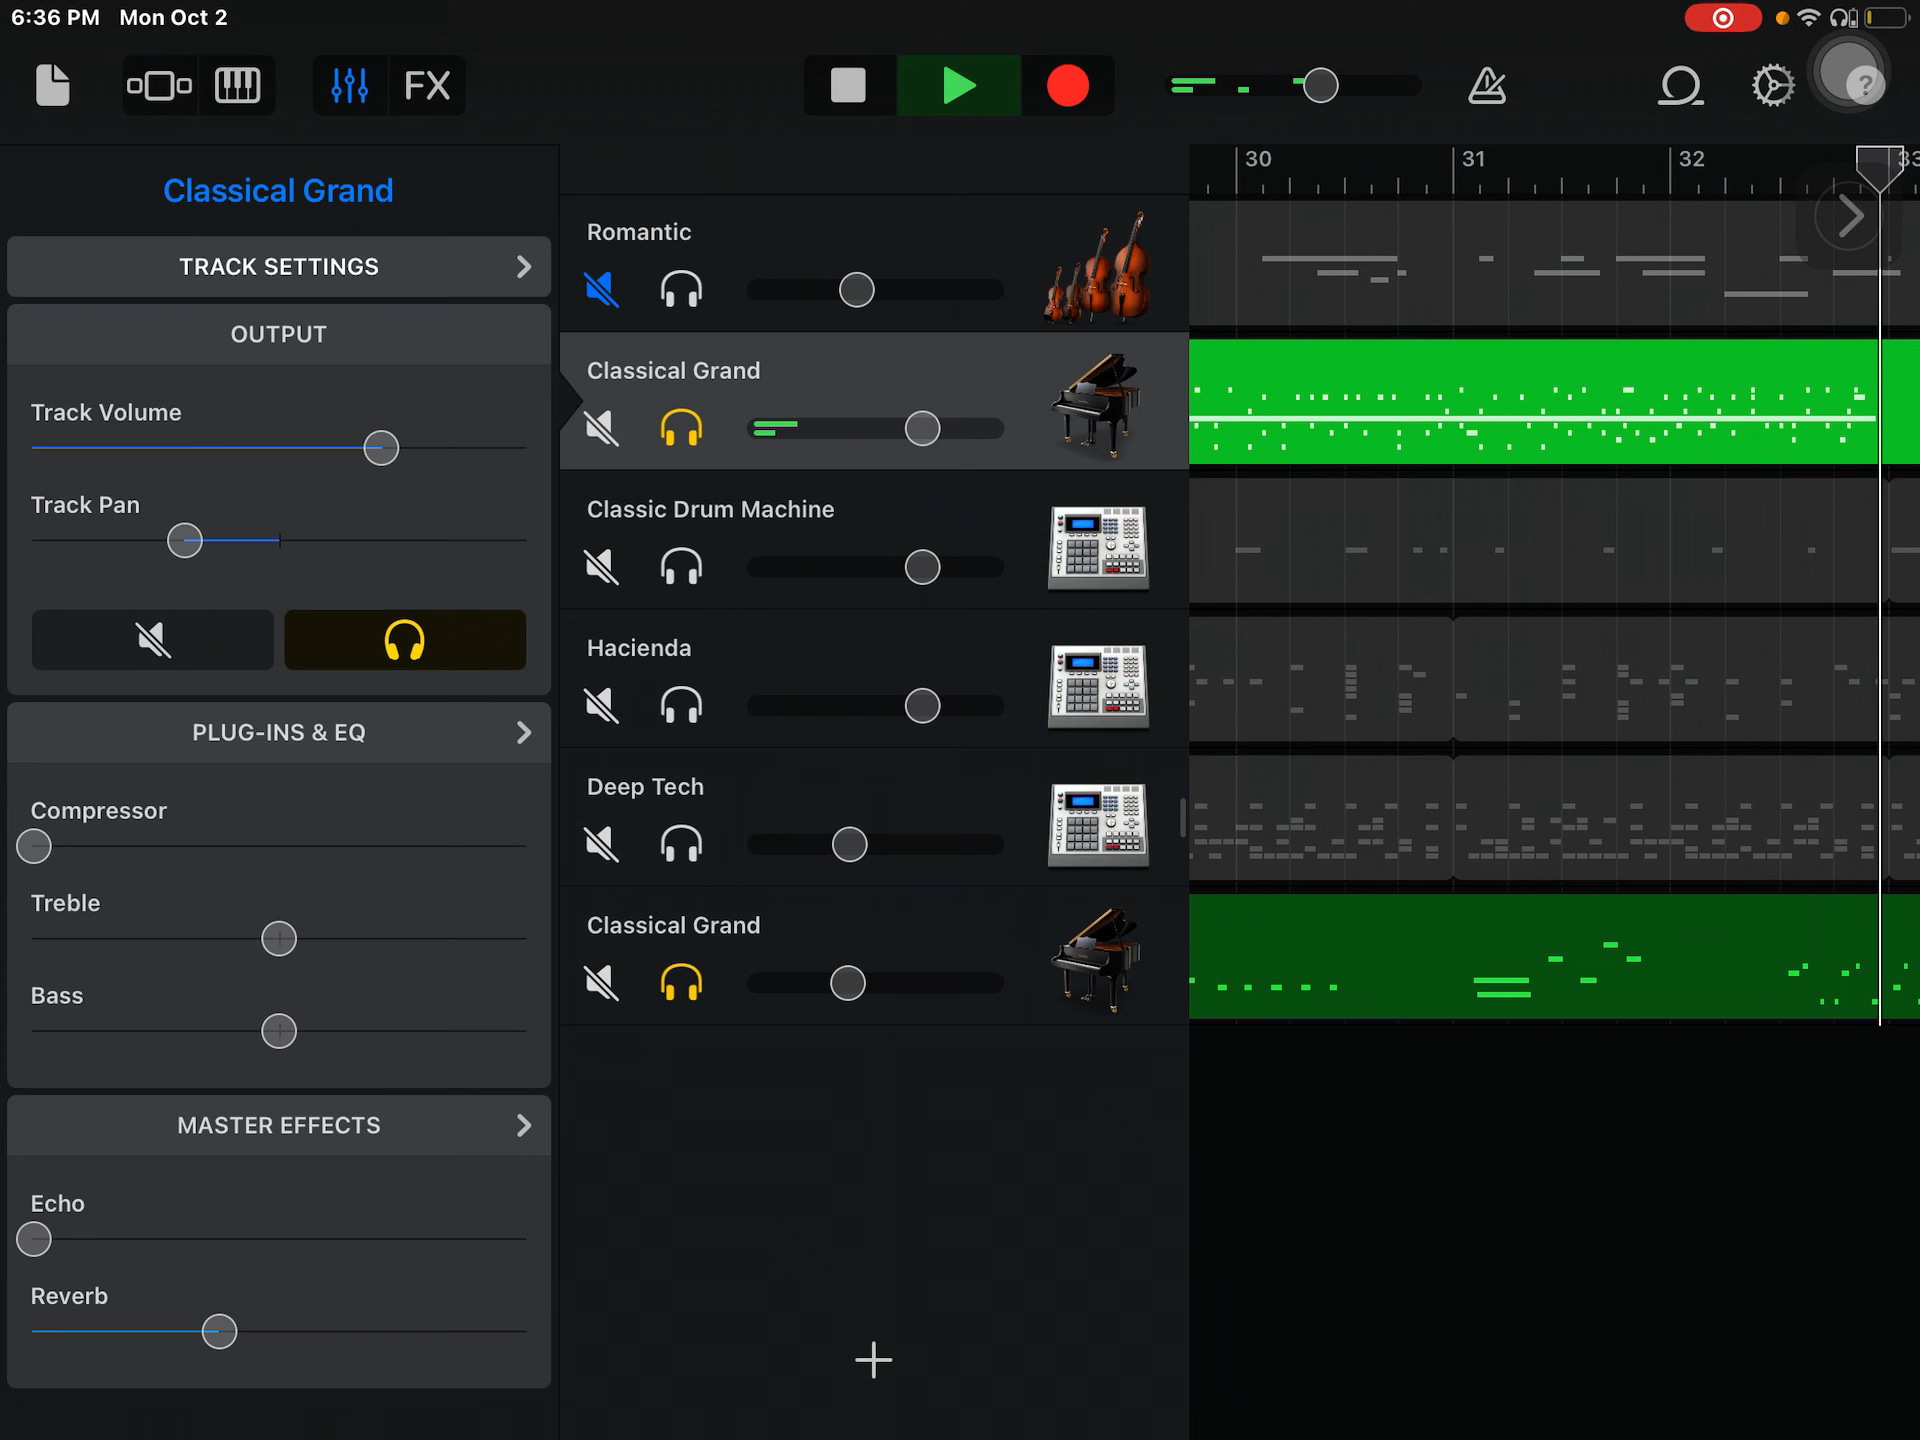 6:36 PM Mon Oct 2
FX
?
30
31
32
33
Classical Grand
TRACK SETTINGS
OUTPUT
Track Volume
Track Pan
PLUG-INS & EQ
Compressor
Treble
Bass
MASTER EFFECTS
Echo
Reverb
Romantic
Classical Grand
Classic Drum Machine
Hacienda
Deep Tech
Classical Grand